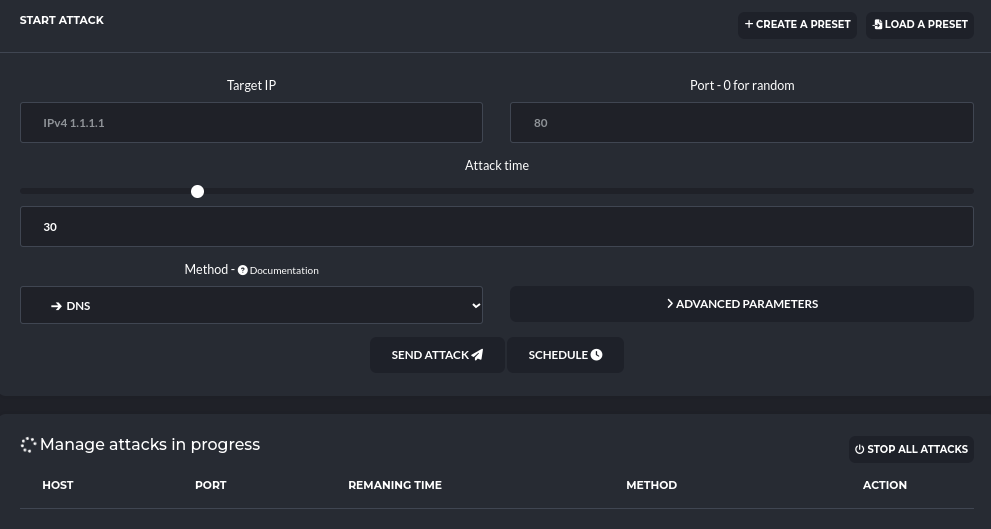 START ATTACK
+ CREATE A PRESET
LOAD A PRESET
Target IP
Port - 0 for random
IPv4 1.1.1.1
80
Attack time
30
Method - Documentation
DNS
ADVANCED PARAMETERS
SEND ATTACK
SCHEDULE
Manage attacks in progress
STOP ALL ATTACKS
HOST PORT REMANING TIME METHOD ACTION